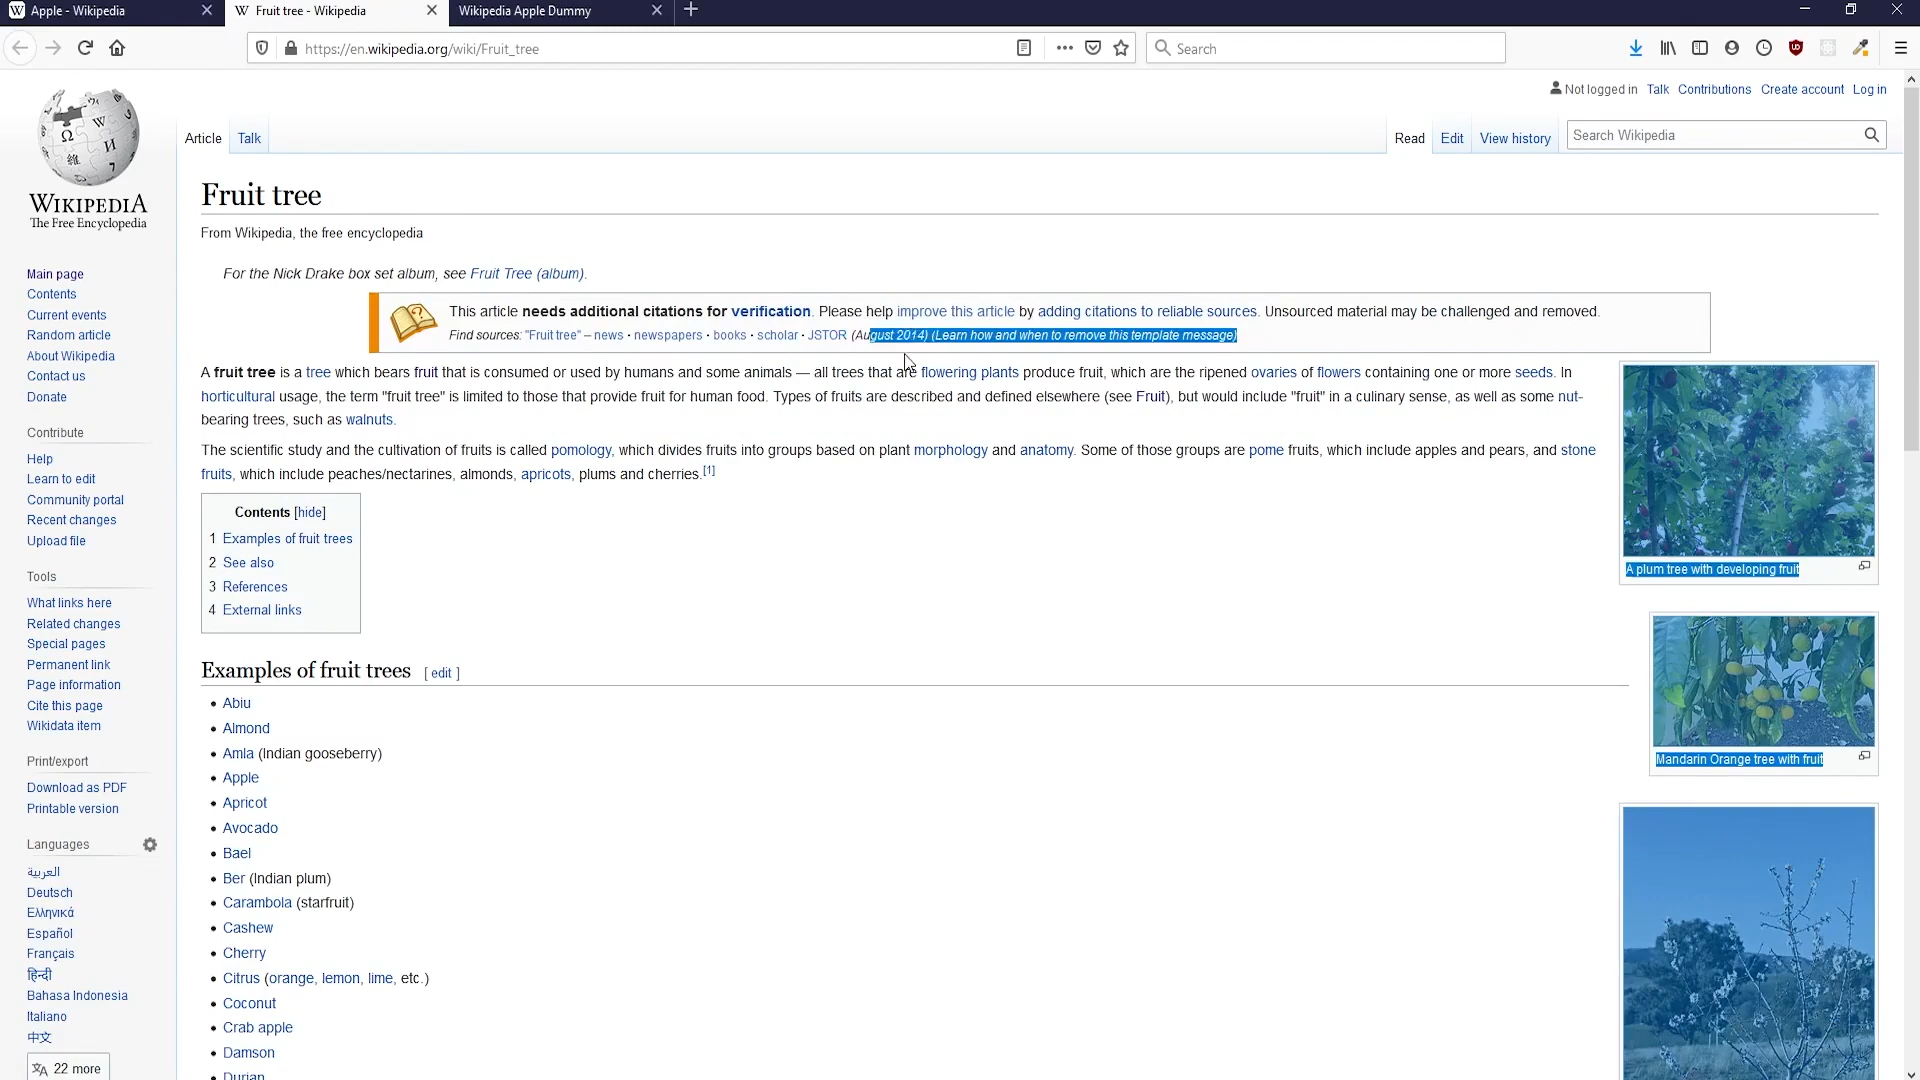 Apple - Wikipedia
Fruit tree - Wikipedia
Wikipedia Apple Dummy
https://en.wikipedia.org/wiki/Fruit_tree
Search
Not logged in Talk Contributions Create account Log in
Article Talk
Read Edit View history
Search Wikipedia
WIKIPEDIA
The Free Encyclopedia
Main page
Contents
Current events
Random article
About Wikipedia
Contact us
Donate
Contribute
Help
Learn to edit
Community portal
Recent changes
Upload file
Tools
What links here
Related changes
Special pages
Permanent link
Page information
Cite this page
Wikidata item
Print/export
Download as PDF
Printable version
Languages
العربية
Deutsch
Ελληνικά
Español
Français
हिन्दी
Bahasa Indonesia
Italiano
中文
22 more
Fruit tree
From Wikipedia, the free encyclopedia
For the Nick Drake box set album, see Fruit Tree (album).
This article needs additional citations for verification. Please help improve this article by adding citations to reliable sources. Unsourced material may be challenged and removed.
Find sources: "Fruit tree" – news · newspapers · books · scholar · JSTOR (August 2014) (Learn how and when to remove this template message)
A fruit tree is a tree which bears fruit that is consumed or used by humans and some animals — all trees that are flowering plants produce fruit, which are the ripened ovaries of flowers containing one or more seeds. In
horticultural usage, the term "fruit tree" is limited to those that provide fruit for human food. Types of fruits are described and defined elsewhere (see Fruit), but would include "fruit" in a culinary sense, as well as some nut-
bearing trees, such as walnuts.
The scientific study and the cultivation of fruits is called pomology, which divides fruits into groups based on plant morphology and anatomy. Some of those groups are pome fruits, which include apples and pears, and stone
fruits, which include peaches/nectarines, almonds, apricots, plums and cherries.[1]
Contents [hide]
1 Examples of fruit trees
2 See also
3 References
4 External links
Examples of fruit trees [ edit ]
• Abiu
• Almond
• Amla (Indian gooseberry)
• Apple
• Apricot
• Avocado
• Bael
• Ber (Indian plum)
• Carambola (starfruit)
• Cashew
• Cherry
• Citrus (orange, lemon, lime, etc.)
• Coconut
• Crab apple
• Damson
• Durian
A plum tree with developing fruit
Mandarin Orange tree with fruit